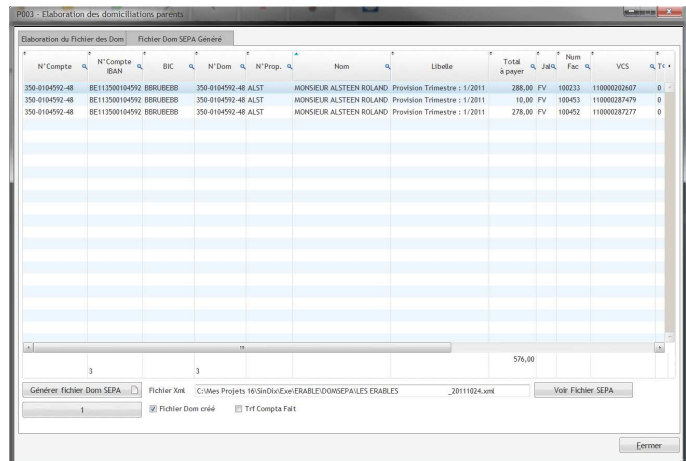 P003 - Elaboration des domiciliations parents
Elaboration du Fichier des Dom Fichier Dom SEPA Généré
N°Compte N°Compte IBAN BIC N°Dom N°Prop. Nom Libelle Total à payer Jal Num Fac VCS
350-0104592-48 BE113500104592 BBRUBEBB 350-0104592-48 ALST MONSIEUR ALSTEEN ROLAND Provision Trimestre : 1/2011 288,00 FV 100233 110000202607 0
350-0104592-48 BE113500104592 BBRUBEBB 350-0104592-48 ALST MONSIEUR ALSTEEN ROLAND Provision Trimestre : 1/2011 10,00 FV 100453 110000287479 0
350-0104592-48 BE113500104592 BBRUBEBB 350-0104592-48 ALST MONSIEUR ALSTEEN ROLAND Provision Trimestre : 1/2011 278,00 FV 100452 110000287277 0
576,00
3 3
Générer fichier Dom SEPA Fichier Xml C:\Mes Projets 16\SinDix\Exe\ERABLE\DOMSEPA\LES ERABLES _20111024.xml Voir Fichier SEPA
1 Fichier Dom créé Trf Compta Fait
Fermer